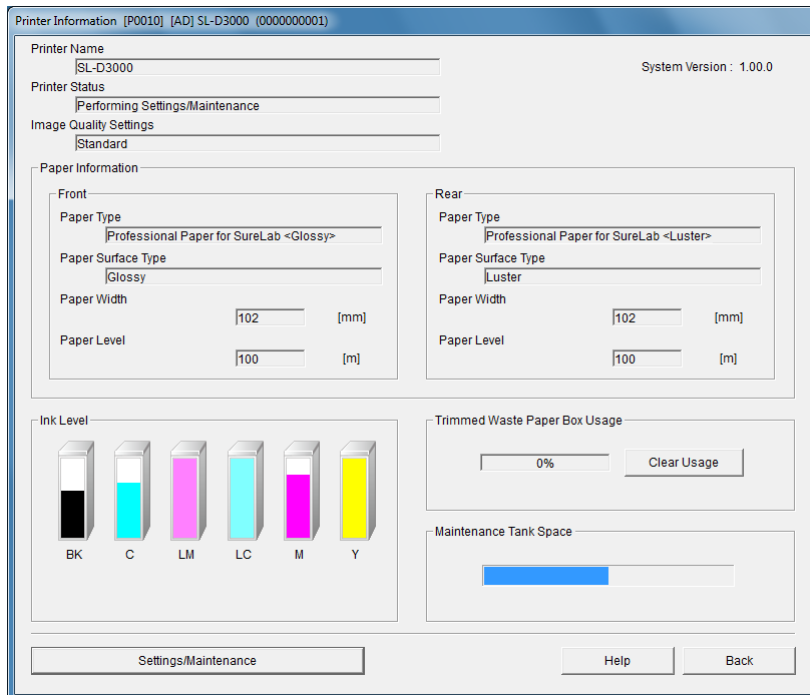 Printer Information [P0010] [AD] SL-D3000 (0000000001)
Printer Name
SL-D3000
System Version : 1.00.0
Printer Status
Performing Settings/Maintenance
Image Quality Settings
Standard
Paper Information
Front
Paper Type
Professional Paper for SureLab <Glossy>
Paper Surface Type
Glossy
Paper Width
102 [mm]
Paper Level
100 [m]
Rear
Paper Type
Professional Paper for SureLab <Luster>
Paper Surface Type
Luster
Paper Width
102 [mm]
Paper Level
100 [m]
Ink Level
BK C LM LC M Y
Trimmed Waste Paper Box Usage
0% Clear Usage
Maintenance Tank Space
Settings/Maintenance Help Back